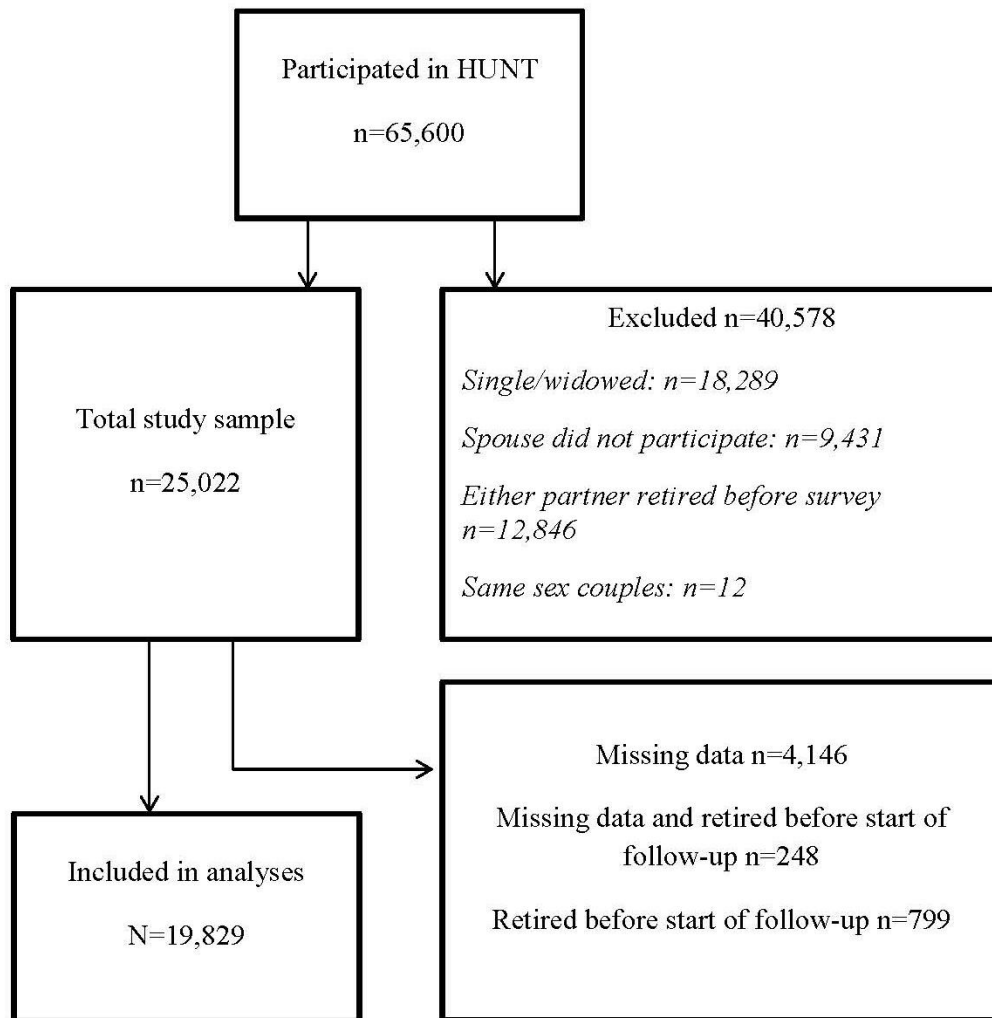 Participated in HUNT
n=65,600
Total study sample
n=25,022
Excluded n=40,578
Single/widowed: n=18,289
Spouse did not participate: n=9,431
Either partner retired before survey
n=12,846
Same sex couples: n=12
Included in analyses
N=19,829
Missing data n=4,146
Missing data and retired before start of
follow-up n=248
Retired before start of follow-up n=799